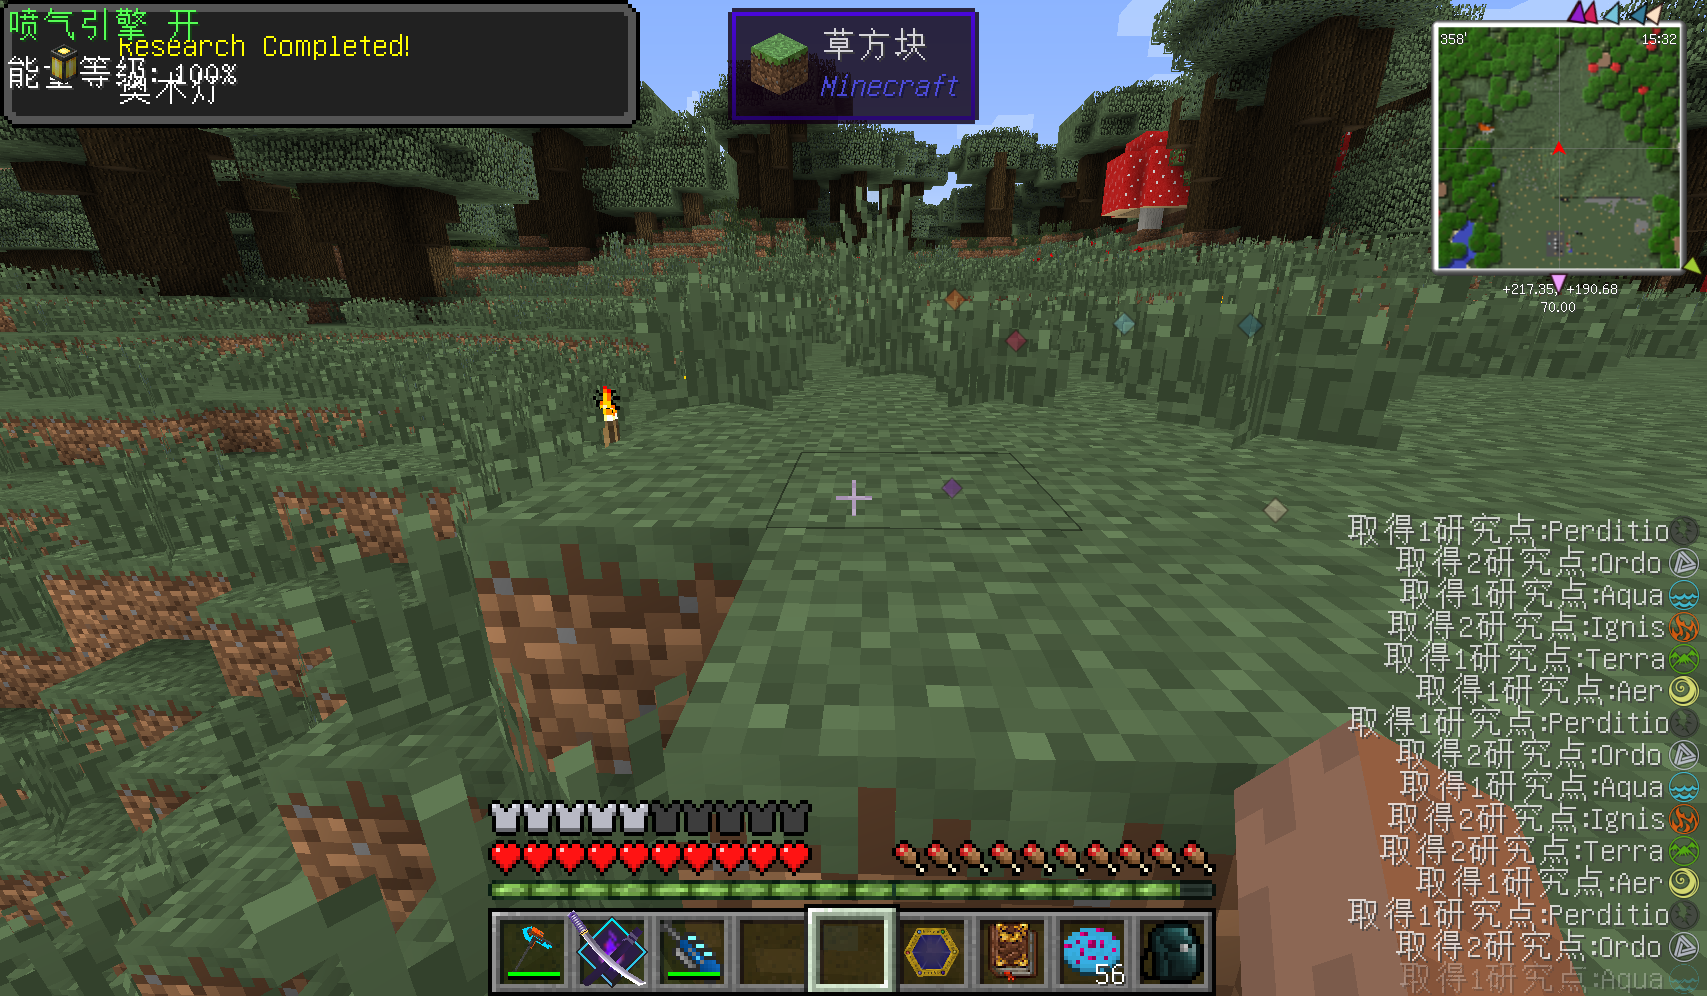 喷气引擎 开
Research Completed!
能量等级: 100%
奥术灯
草方块
Minecraft
358'
15:32
+217.35, +190.68
70.00
取得1研究点:Perditio
取得2研究点:Ordo
取得1研究点:Aqua
取得2研究点:Ignis
取得1研究点:Terra
取得1研究点:Aer
取得1研究点:Perditio
取得2研究点:Ordo
取得1研究点:Aqua
取得2研究点:Ignis
取得2研究点:Terra
取得1研究点:Aer
取得1研究点:Perditio
取得2研究点:Ordo
取得1研究点:Aqua
56